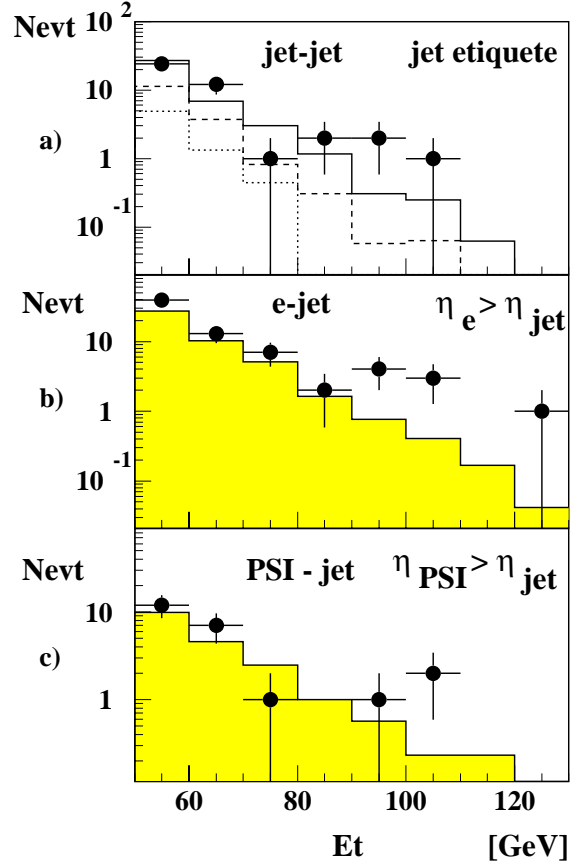 Nevt 10 2
jet-jet jet etiquete
10
a)
1
10 -1
Nevt e-jet η e > η jet
10
b)
1
10 -1
Nevt PSI - jet η PSI > η jet
10
c)
1
60 80 100 120
Et [GeV]